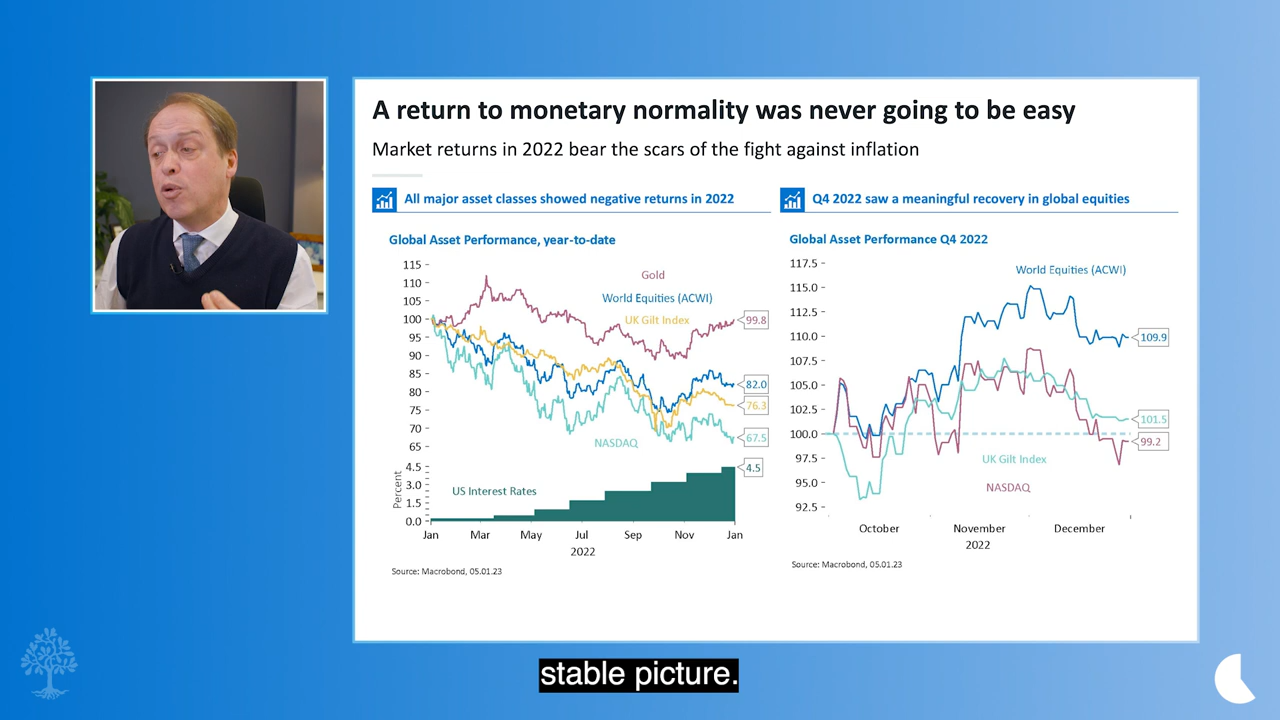 A return to monetary normality was never going to be easy
Market returns in 2022 bear the scars of the fight against inflation
All major asset classes showed negative returns in 2022
Global Asset Performance, year-to-date
115
110
105
100
95
90
85
80
75
70
65
Gold
World Equities (ACWI)
UK Gilt Index
NASDAQ
99.8
82.0
76.3
67.5
4.5
3.0
1.5
0.0
Percent
US Interest Rates
4.5
Jan Mar May Jul Sep Nov Jan
2022
Source: Macrobond, 05.01.23
Q4 2022 saw a meaningful recovery in global equities
Global Asset Performance Q4 2022
117.5
115.0
112.5
110.0
107.5
105.0
102.5
100.0
97.5
95.0
92.5
World Equities (ACWI)
109.9
101.5
99.2
UK Gilt Index
NASDAQ
October November December
2022
Source: Macrobond, 05.01.23
stable picture.